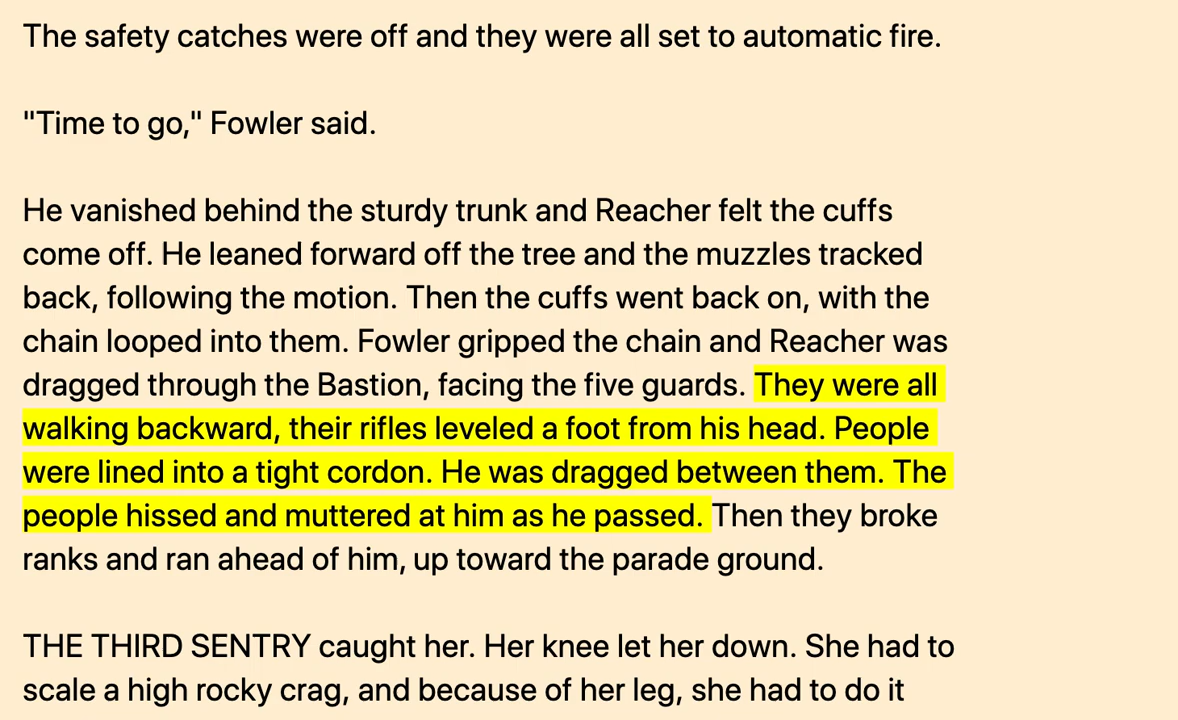 The safety catches were off and they were all set to automatic fire.
"Time to go," Fowler said.
He vanished behind the sturdy trunk and Reacher felt the cuffs
come off. He leaned forward off the tree and the muzzles tracked
back, following the motion. Then the cuffs went back on, with the
chain looped into them. Fowler gripped the chain and Reacher was
dragged through the Bastion, facing the five guards. They were all
walking backward, their rifles leveled a foot from his head. People
were lined into a tight cordon. He was dragged between them. The
people hissed and muttered at him as he passed. Then they broke
ranks and ran ahead of him, up toward the parade ground.
THE THIRD SENTRY caught her. Her knee let her down. She had to
scale a high rocky crag, and because of her leg, she had to do it